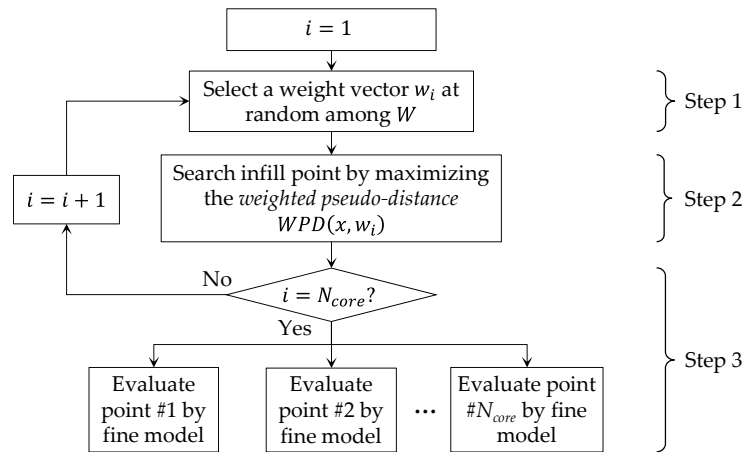 i = 1
Select a weight vector w_i at
random among W
Step 1
Search infill point by maximizing
the weighted pseudo-distance
WPD(x, w_i)
Step 2
i = i + 1
No
i = N_core?
Yes
Step 3
Evaluate
point #1 by
fine model
Evaluate
point #2 by
fine model
...
Evaluate point
#N_core by fine
model